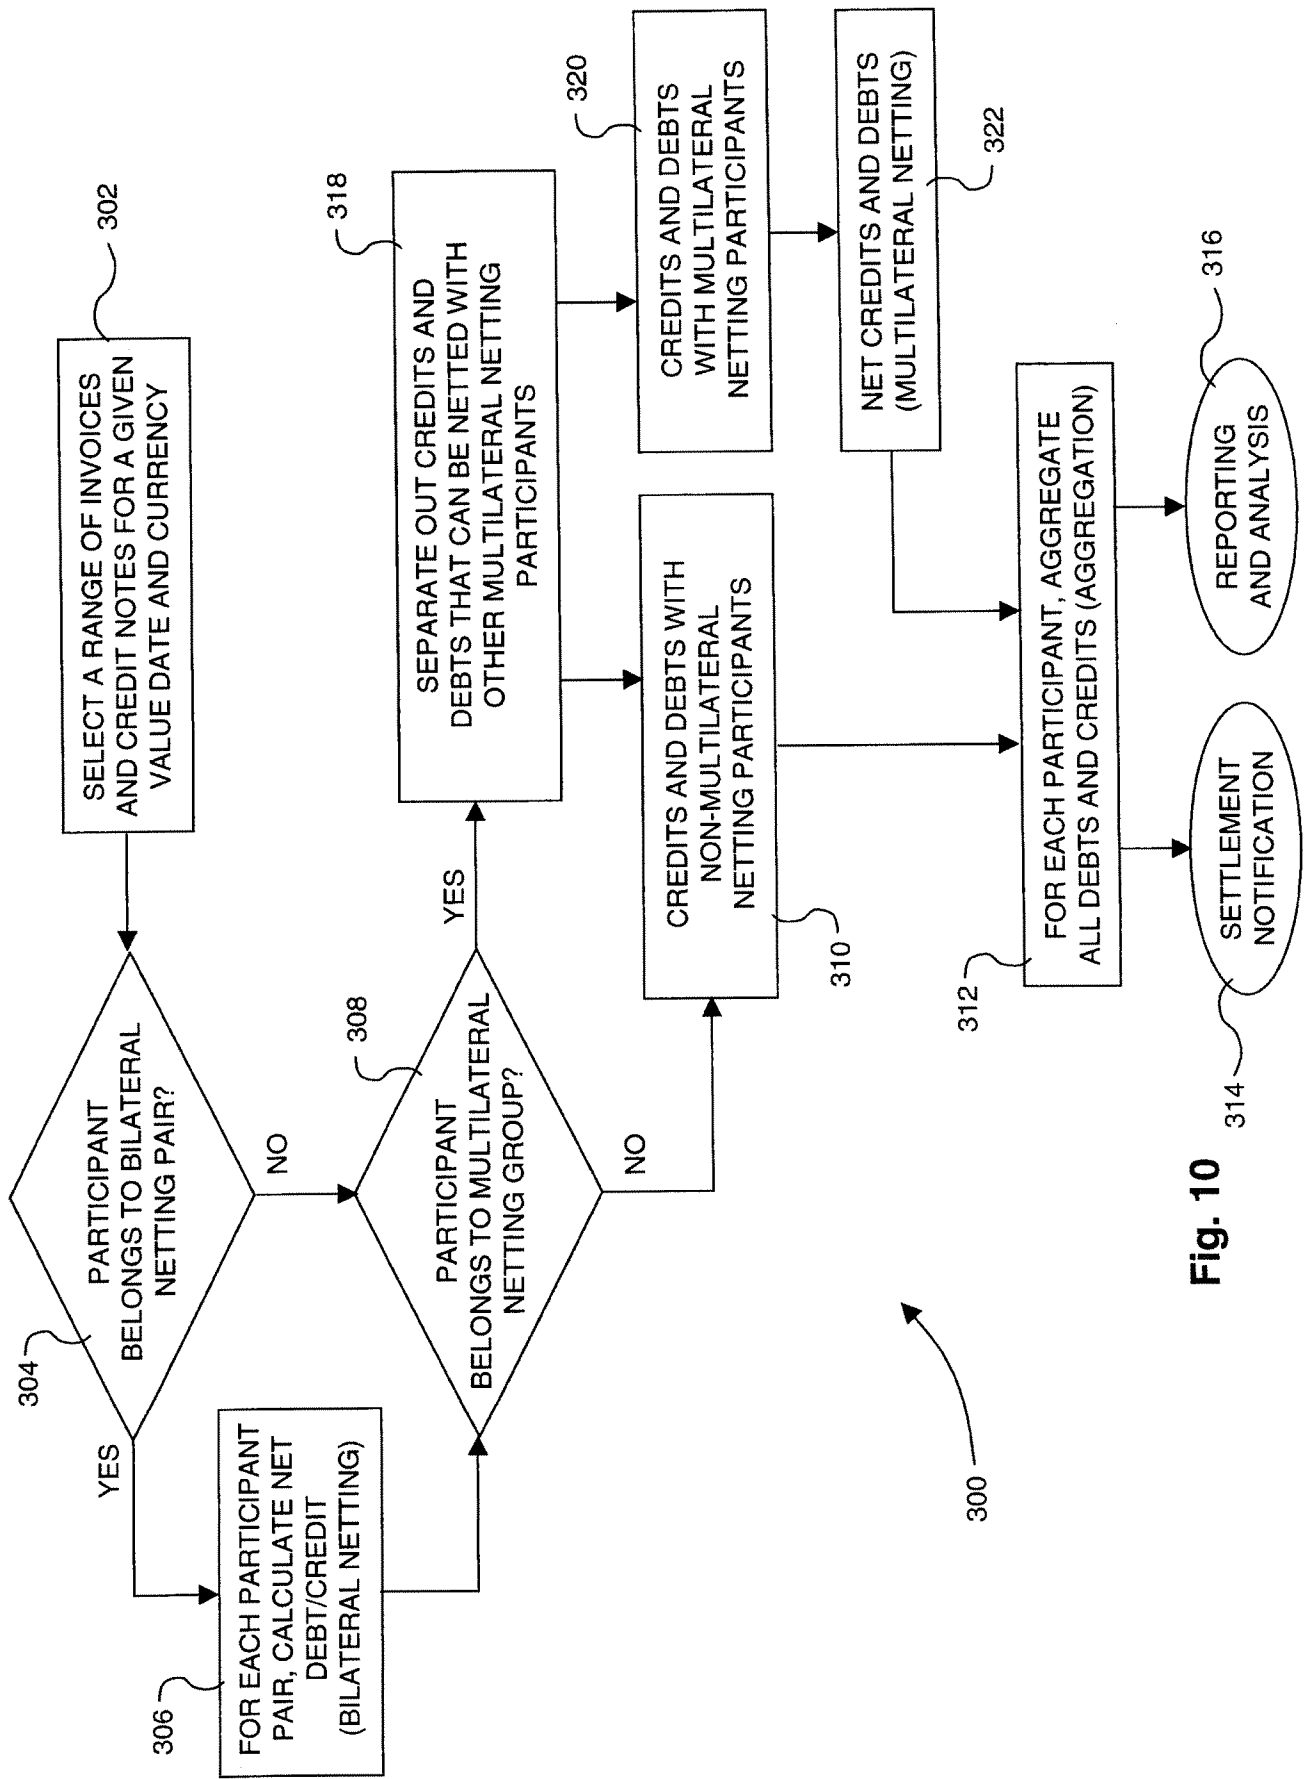 302
SELECT A RANGE OF INVOICES
AND CREDIT NOTES FOR A GIVEN
VALUE DATE AND CURRENCY
304
PARTICIPANT
BELONGS TO BILATERAL
NETTING PAIR?
YES
NO
306
FOR EACH PARTICIPANT
PAIR, CALCULATE NET
DEBT/CREDIT
(BILATERAL NETTING)
308
PARTICIPANT
BELONGS TO MULTILATERAL
NETTING GROUP?
YES
NO
318
SEPARATE OUT CREDITS AND
DEBTS THAT CAN BE NETTED WITH
OTHER MULTILATERAL NETTING
PARTICIPANTS
310
CREDITS AND DEBTS WITH
NON-MULTILATERAL
NETTING PARTICIPANTS
320
CREDITS AND DEBTS
WITH MULTILATERAL
NETTING PARTICIPANTS
NET CREDITS AND DEBTS
(MULTILATERAL NETTING)
322
312
FOR EACH PARTICIPANT, AGGREGATE
ALL DEBTS AND CREDITS (AGGREGATION)
314
SETTLEMENT
NOTIFICATION
316
REPORTING
AND ANALYSIS
300
Fig. 10